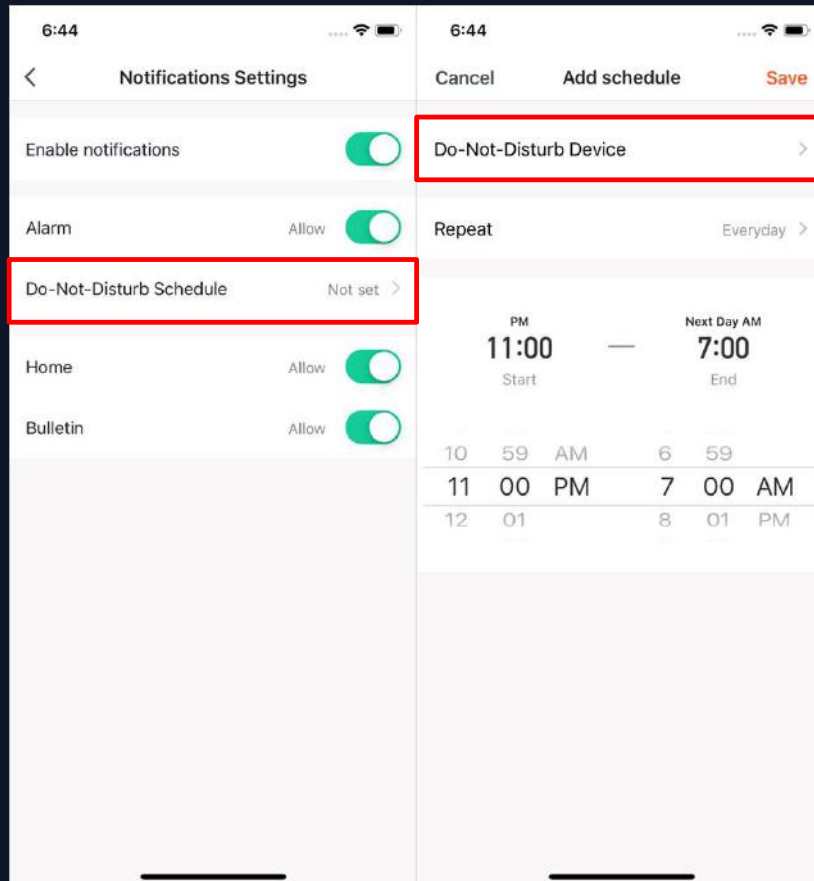 6:44
Notifications Settings
Enable notifications
Alarm Allow
Do-Not-Disturb Schedule Not set
Home Allow
Bulletin Allow
6:44
Cancel Add schedule Save
Do-Not-Disturb Device
Repeat Everyday
PM Next Day AM
11:00 — 7:00
Start End
10 59 AM 6 59
11 00 PM 7 00 AM
12 01 8 01 PM